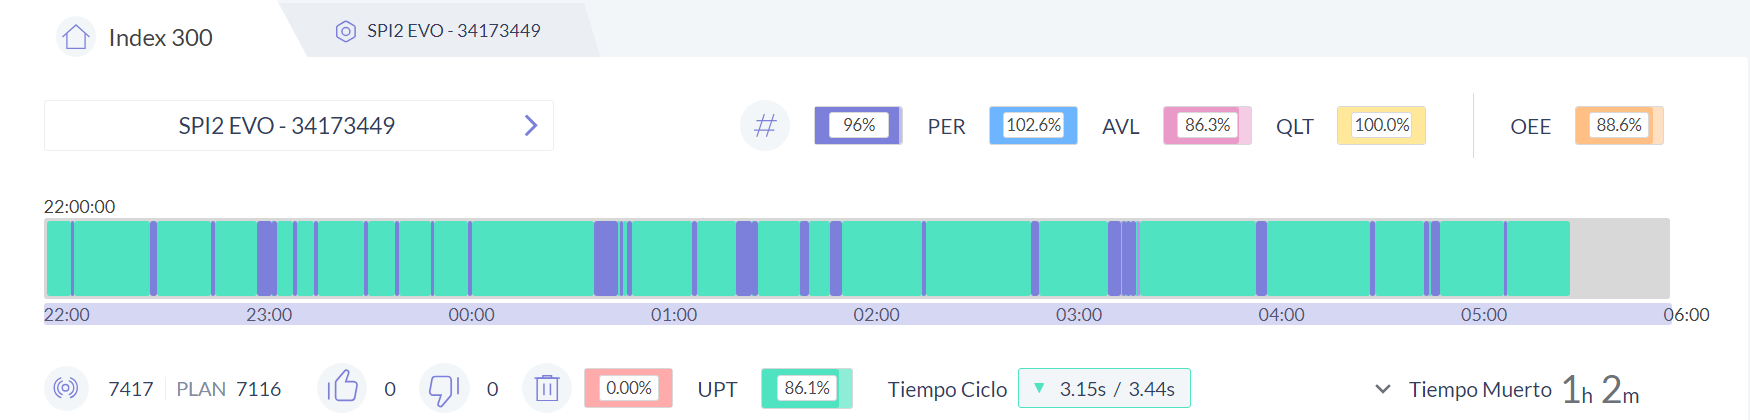 Index 300
SPI2 EVO - 34173449
SPI2 EVO - 34173449
96% PER 102.6% AVL 86.3% QLT 100.0% OEE 88.6%
22:00:00
22:00 23:00 00:00 01:00 02:00 03:00 04:00 05:00 06:00
7417 PLAN 7116 0 0 0.00% UPT 86.1% Tiempo Ciclo 3.15s / 3.44s Tiempo Muerto 1h 2m